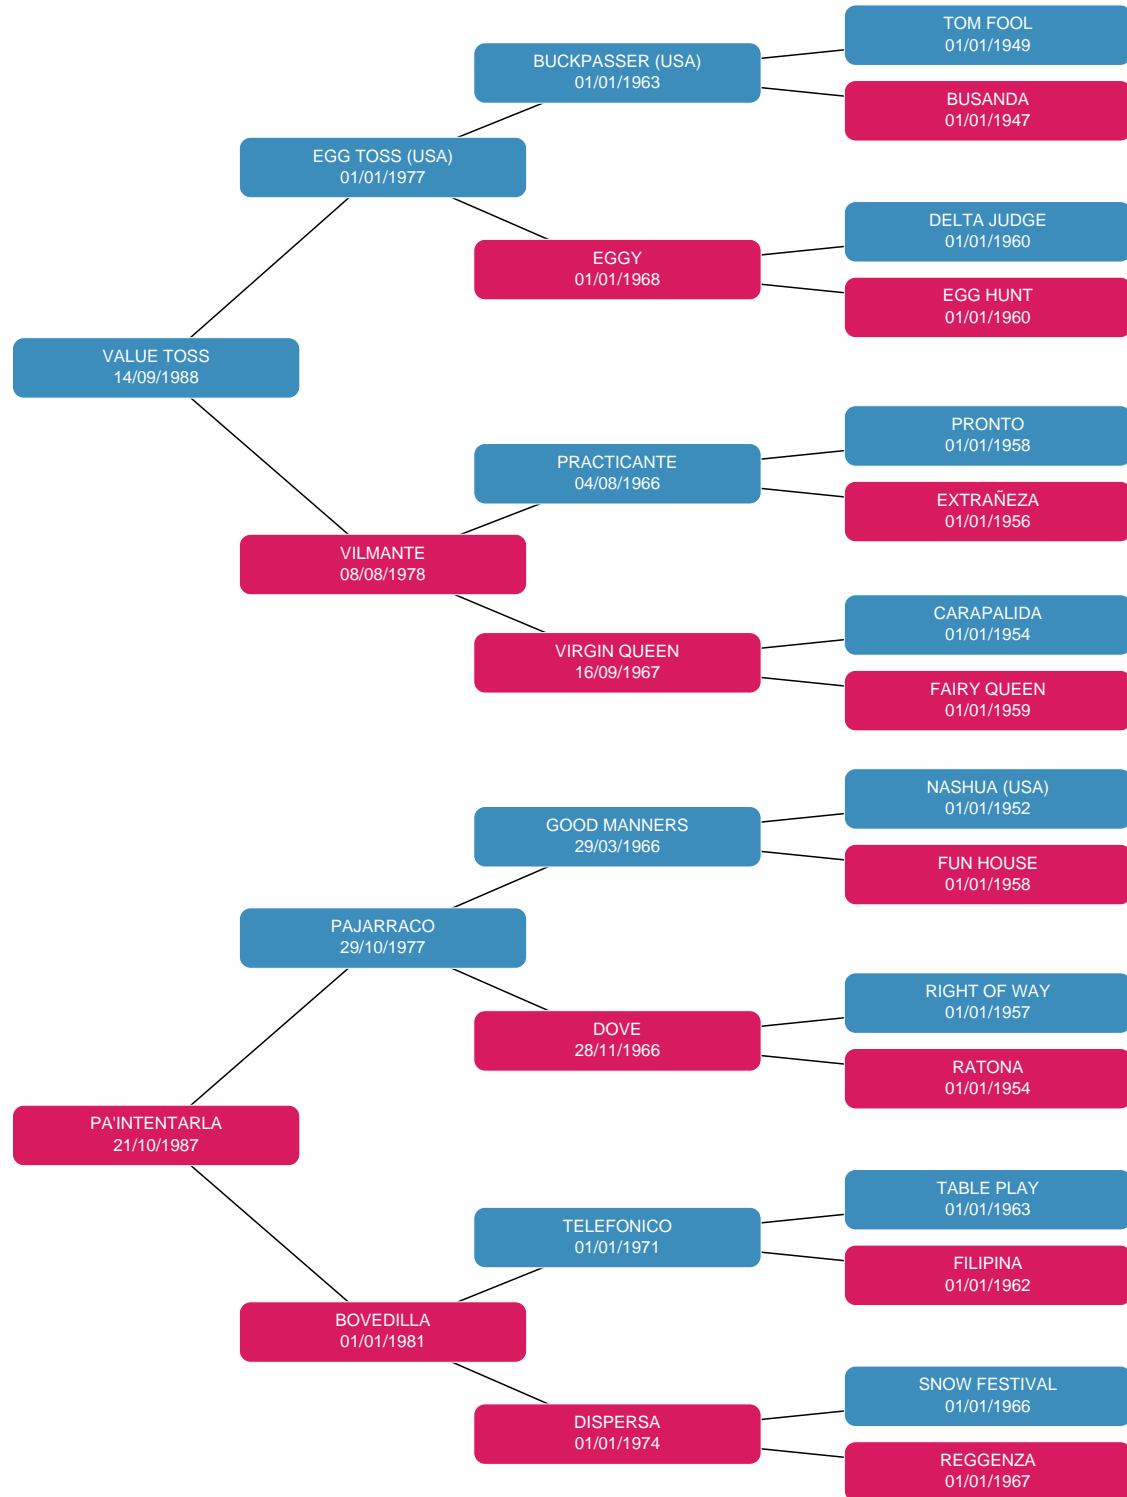 TOM FOOL
01/01/1949
BUCKPASSER (USA)
01/01/1963
BUSANDA
01/01/1947
EGG TOSS (USA)
01/01/1977
DELTA JUDGE
01/01/1960
EGGY
01/01/1968
EGG HUNT
01/01/1960
VALUE TOSS
14/09/1988
PRONTO
01/01/1958
PRACTICANTE
04/08/1966
EXTRAÑEZA
01/01/1956
VILMANTE
08/08/1978
CARAPALIDA
01/01/1954
VIRGIN QUEEN
16/09/1967
FAIRY QUEEN
01/01/1959
NASHUA (USA)
01/01/1952
GOOD MANNERS
29/03/1966
FUN HOUSE
01/01/1958
PAJARRACO
29/10/1977
RIGHT OF WAY
01/01/1957
DOVE
28/11/1966
RATONA
01/01/1954
PA'INTENTARLA
21/10/1987
TABLE PLAY
01/01/1963
TELEFONICO
01/01/1971
FILIPINA
01/01/1962
BOVEDILLA
01/01/1981
SNOW FESTIVAL
01/01/1966
DISPERSA
01/01/1974
REGGENZA
01/01/1967